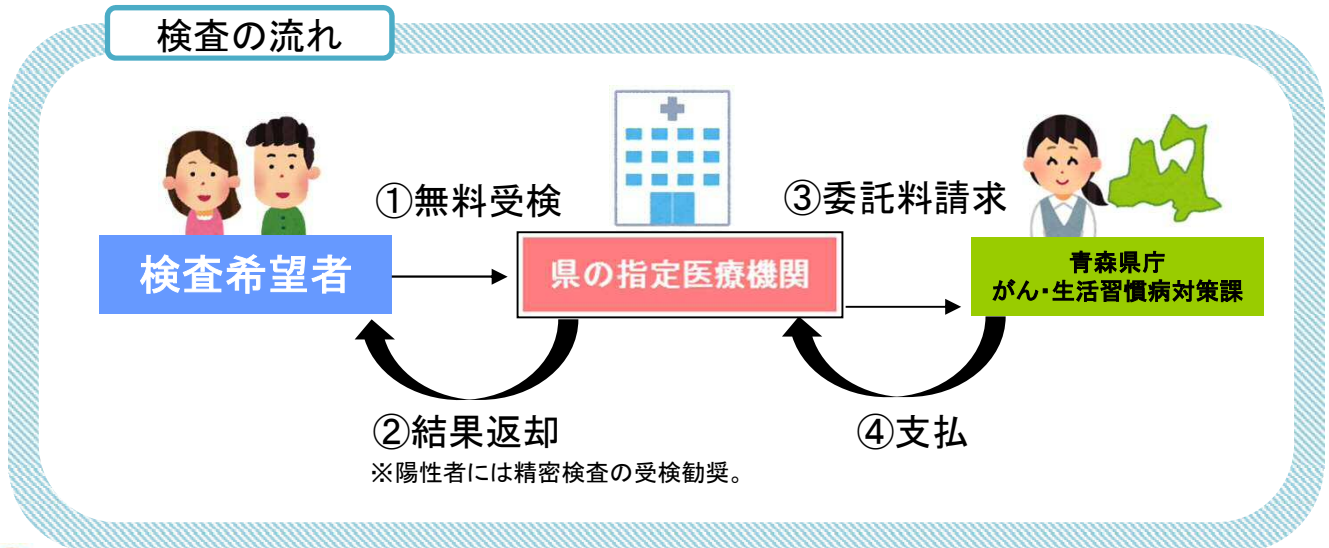 検査の流れ
①無料受検
③委託料請求
検査希望者
県の指定医療機関
青森県庁
がん・生活習慣病対策課
②結果返却
※陽性者には精密検査の受検勧奨。
④支払